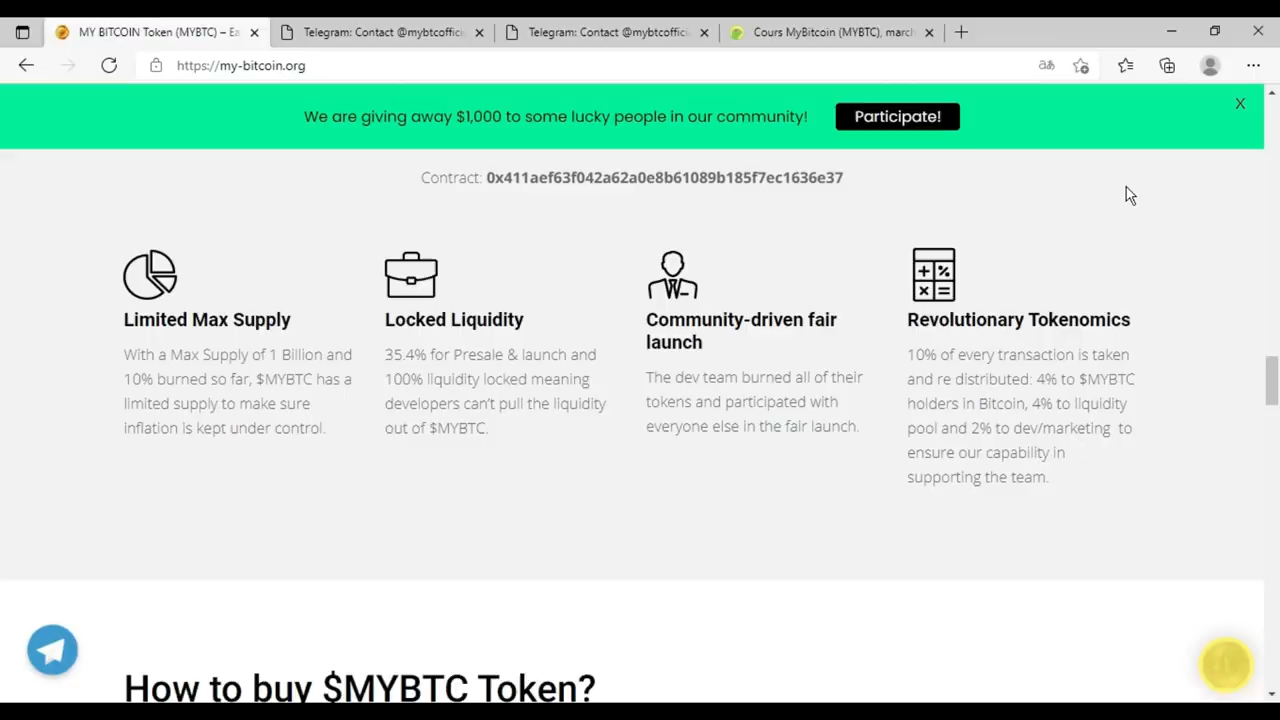 MY BITCOIN Token (MYBTC) – Ea
Telegram: Contact @mybtcoffici
Telegram: Contact @mybtcoffici
Cours MyBitcoin (MYBTC), march
https://my-bitcoin.org
We are giving away $1,000 to some lucky people in our community!
Participate!
X
Contract: 0x411aef63f042a62a0e8b61089b185f7ec1636e37
Limited Max Supply
With a Max Supply of 1 Billion and
10% burned so far, $MYBTC has a
limited supply to make sure
inflation is kept under control.
Locked Liquidity
35.4% for Presale & launch and
100% liquidity locked meaning
developers can't pull the liquidity
out of $MYBTC.
Community-driven fair
launch
The dev team burned all of their
tokens and participated with
everyone else in the fair launch.
Revolutionary Tokenomics
10% of every transaction is taken
and re distributed: 4% to $MYBTC
holders in Bitcoin, 4% to liquidity
pool and 2% to dev/marketing to
ensure our capability in
supporting the team.
How to buy $MYBTC Token?